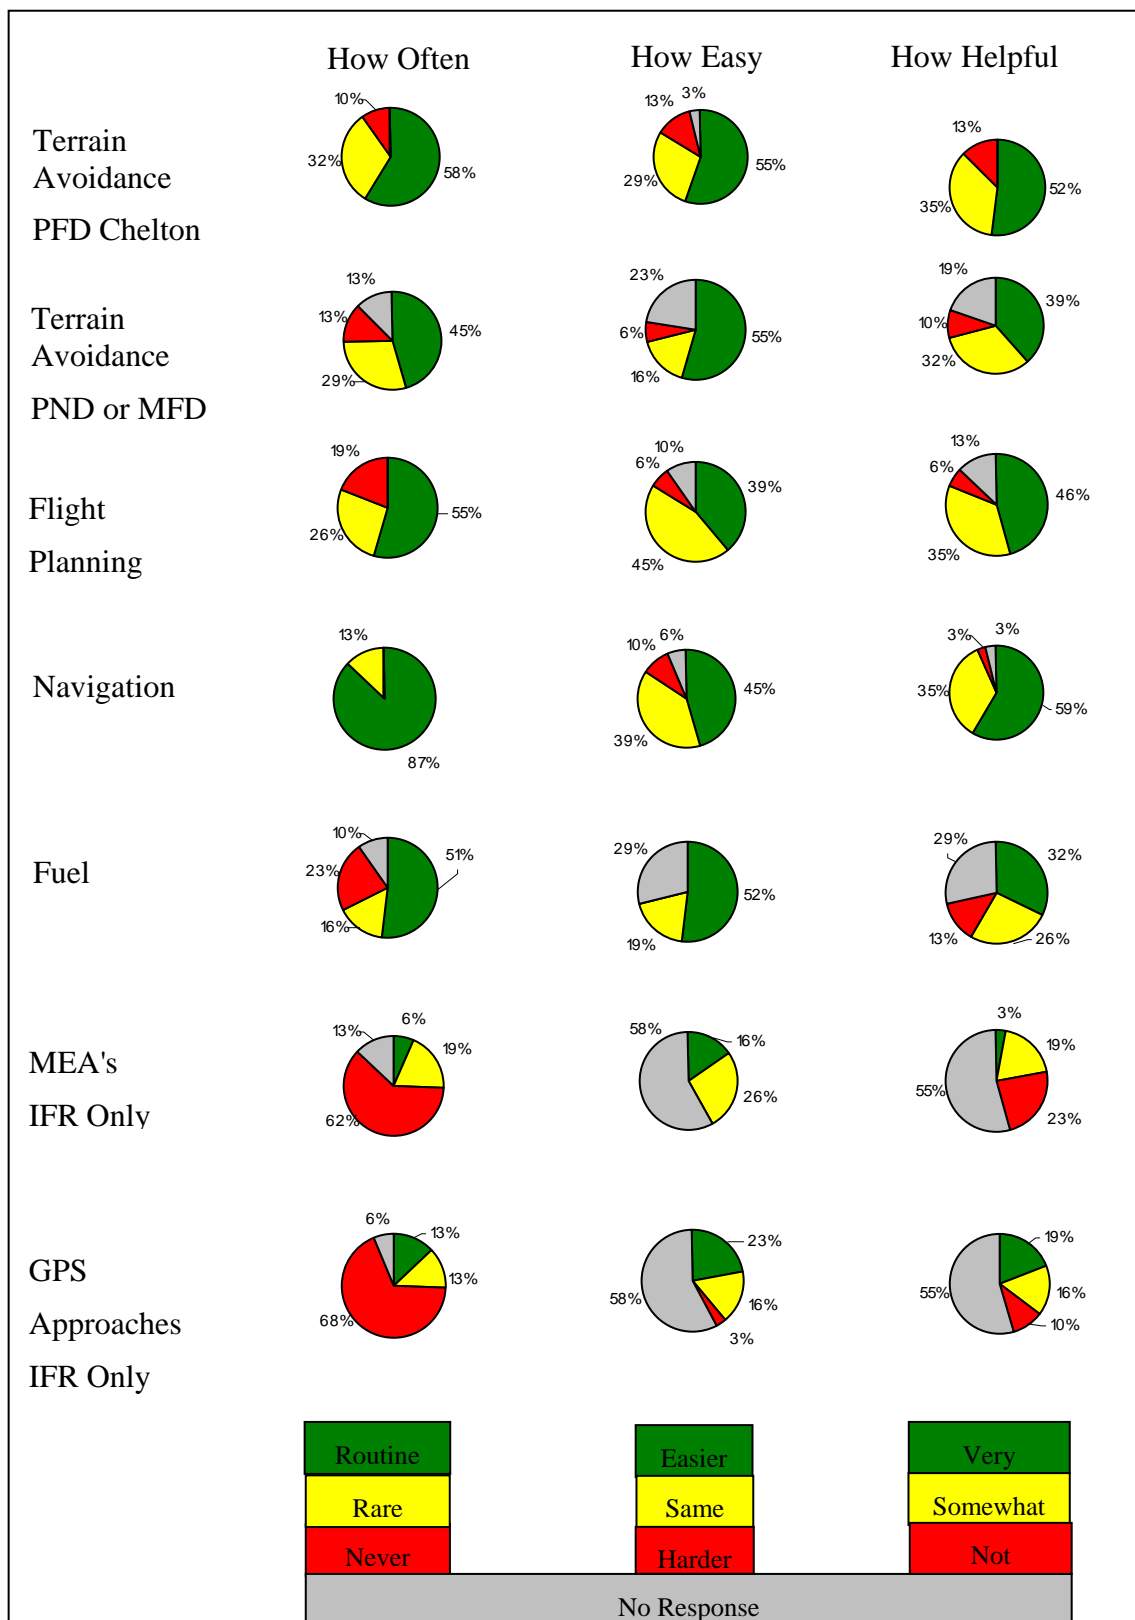 How Often How Easy How Helpful
Terrain
Avoidance
PFD Chelton
10% 32% 58%
13% 3% 29% 55%
13% 35% 52%
Terrain
Avoidance
PND or MFD
13% 13% 45% 29%
23% 6% 55% 16%
19% 39% 10% 32%
Flight
Planning
19% 55% 26%
10% 6% 39% 45%
13% 6% 46% 35%
Navigation
13% 87%
10% 6% 45% 39%
3% 3% 35% 59%
Fuel
10% 51% 23% 16%
29% 52% 19%
29% 32% 13% 26%
MEA's
IFR Only
13% 6% 19% 62%
58% 16% 26%
3% 19% 55% 23%
GPS
Approaches
IFR Only
6% 13% 13% 68%
23% 58% 16% 3%
19% 55% 16% 10%
Routine Easier Very
Rare Same Somewhat
Never Harder Not
No Response